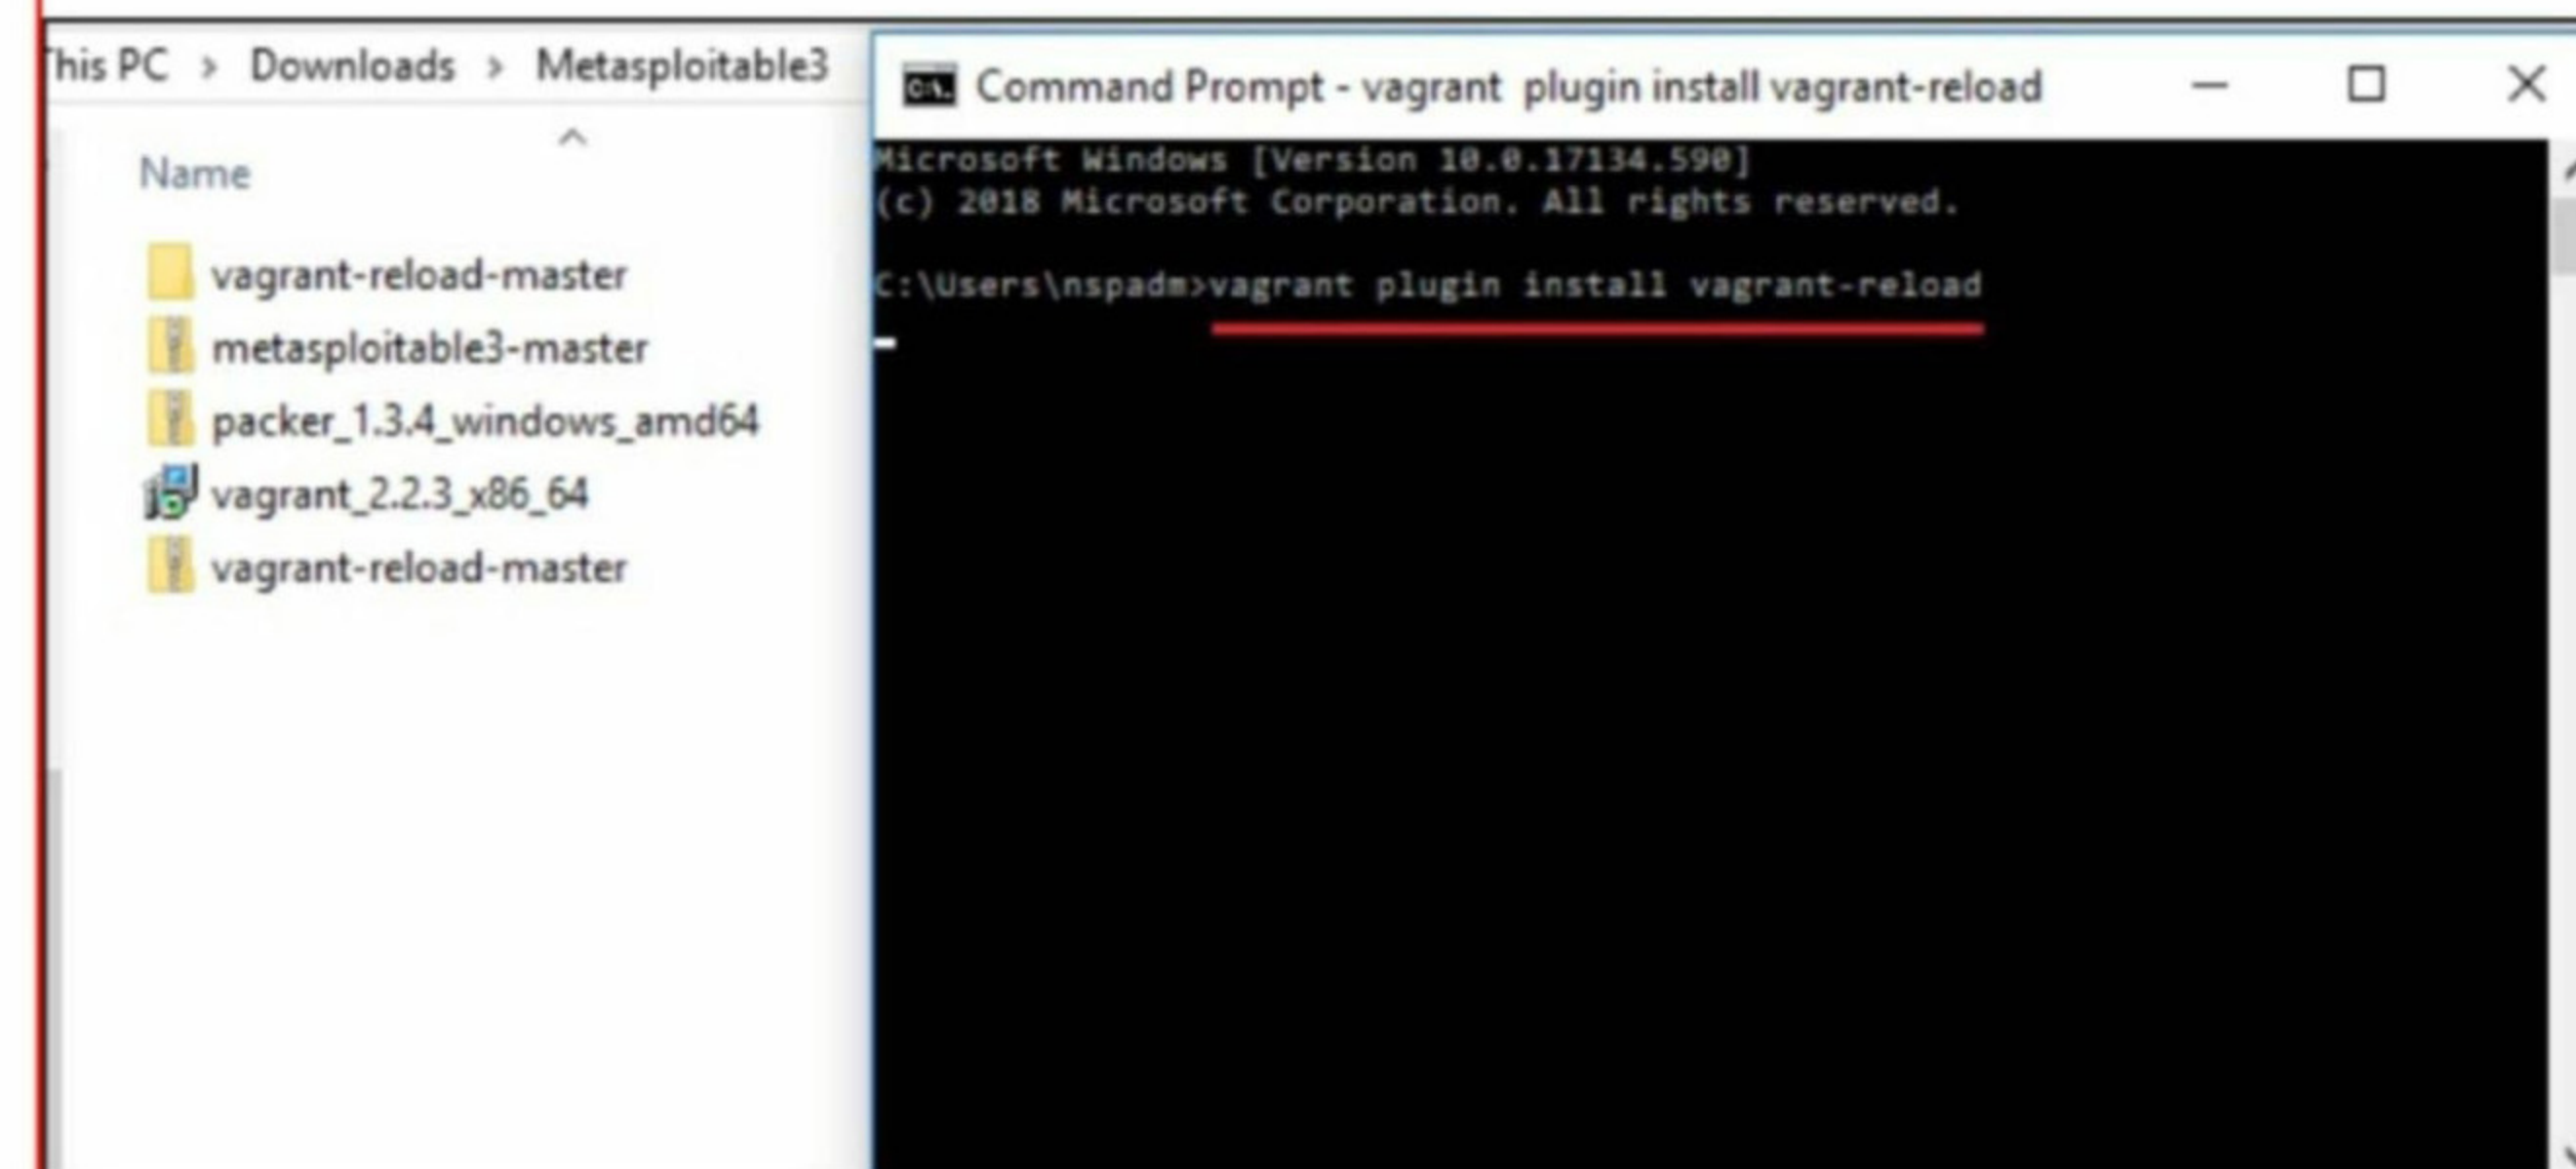 his PC > Downloads > Metasploitable3
Name
vagrant-reload-master
metasploitable3-master
packer_1.3.4_windows_amd64
vagrant_2.2.3_x86_64
vagrant-reload-master
C:\. Command Prompt - vagrant  plugin install vagrant-reload
Microsoft Windows [Version 10.0.17134.590]
(c) 2018 Microsoft Corporation. All rights reserved.
C:\Users\nspadm>vagrant plugin install vagrant-reload